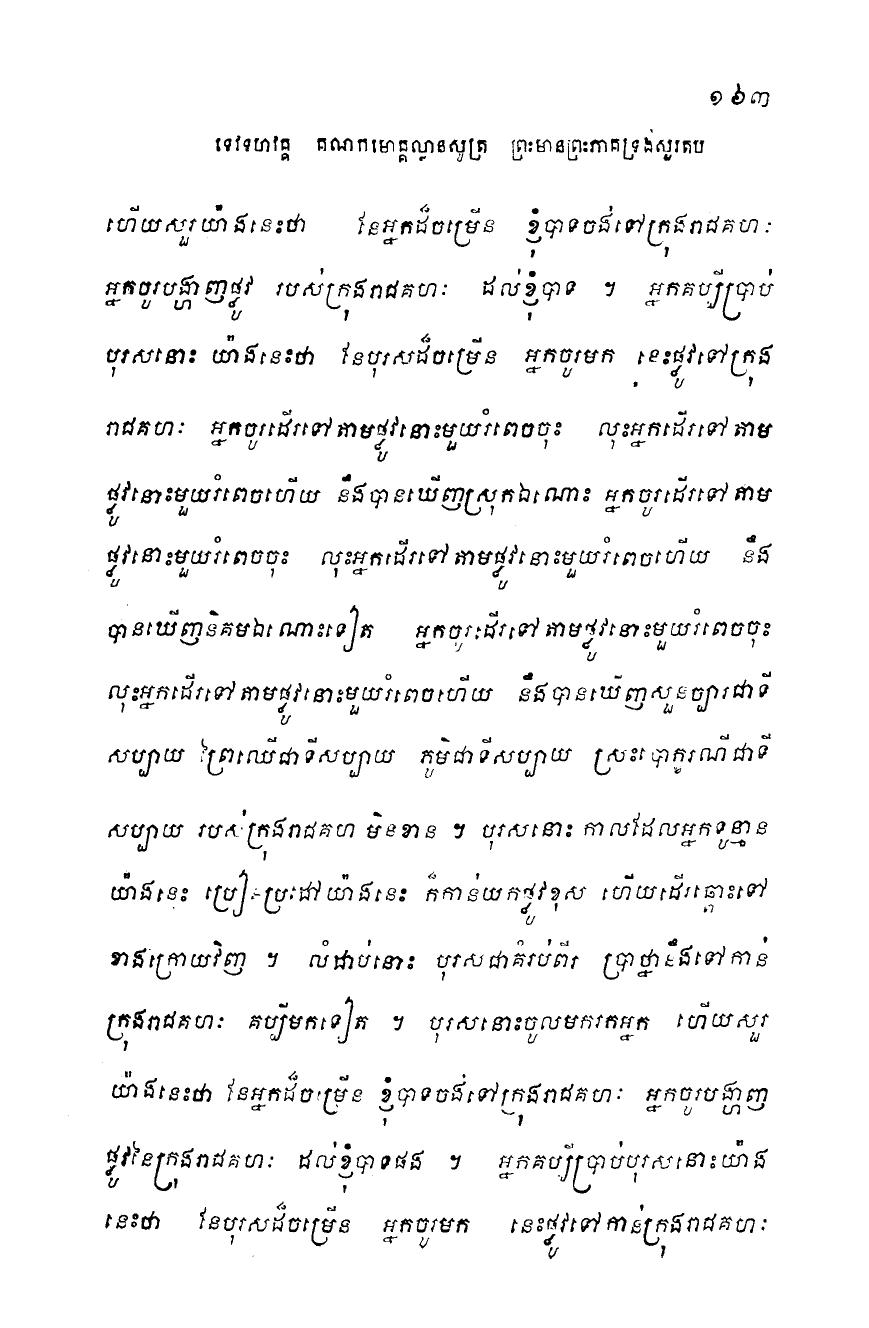 ១៦៣
ទេវទហវគ្គ គណកមោគ្គល្លានសូត្រ ព្រះមានព្រះភាគទ្រង់សួរតប
ហើយសួរយ៉ាងនេះថា នែអ្នកដ៏ចម្រើន ខ្ញុំបាទចង់ទៅក្រុងរាជគហៈ
អ្នកចូរបង្ហាញផ្លូវ របស់ក្រុងរាជគហៈ ដល់ខ្ញុំបាទ ។ អ្នកគប្បីប្រាប់
បុរសនោះ យ៉ាងនេះថា នែបុរសដ៏ចម្រើន អ្នកចូរមក នុ៎ះផ្លូវទៅក្រុង
រាជគហៈ អ្នកចូរដើរទៅតាមផ្លូវនោះមួយរំពេចចុះ លុះអ្នកដើរទៅតាម
ផ្លូវនោះមួយរំពេចហើយ នឹងបានឃើញស្រុកឯណោះ អ្នកចូរដើរទៅតាម
ផ្លូវនោះមួយរំពេចចុះ លុះអ្នកដើរទៅតាមផ្លូវនោះមួយរំពេចហើយ នឹង
បានឃើញនិគមឯណោះទៀត អ្នកចូរដើរទៅតាមផ្លូវនោះមួយរំពេចចុះ
លុះអ្នកដើរទៅតាមផ្លូវនោះមួយរំពេចហើយ នឹងបានឃើញសួនច្បារជាទី
សប្បាយ ព្រៃឈើជាទីសប្បាយ ភូមិជាទីសប្បាយ ស្រះបោក្ខរណីជាទី
សប្បាយ របស់ក្រុងរាជគហ មិនខាន ។ បុរសនោះ កាលដែលអ្នកទូន្មាន
យ៉ាងនេះ ប្រៀនប្រដៅយ៉ាងនេះ ក៏កាន់យកផ្លូវខុស ហើយដើរឆ្ពោះទៅ
ខាងក្រោយវិញ ។ លំដាប់នោះ បុរសជាគំរប់ពីរ ប្រាថ្នានឹងទៅកាន់
ក្រុងរាជគហៈ គប្បីមកទៀត ។ បុរសនោះចូលមករកអ្នក ហើយសួរ
យ៉ាងនេះថា នែអ្នកដ៏ចម្រើន ខ្ញុំបាទចង់ទៅក្រុងរាជគហៈ អ្នកចូរបង្ហាញ
ផ្លូវនៃក្រុងរាជគហៈ ដល់ខ្ញុំបាទផង ។ អ្នកគប្បីប្រាប់បុរសនោះយ៉ាង
នេះថា នែបុរសដ៏ចម្រើន អ្នកចូរមក នេះផ្លូវទៅកាន់ក្រុងរាជគហៈ